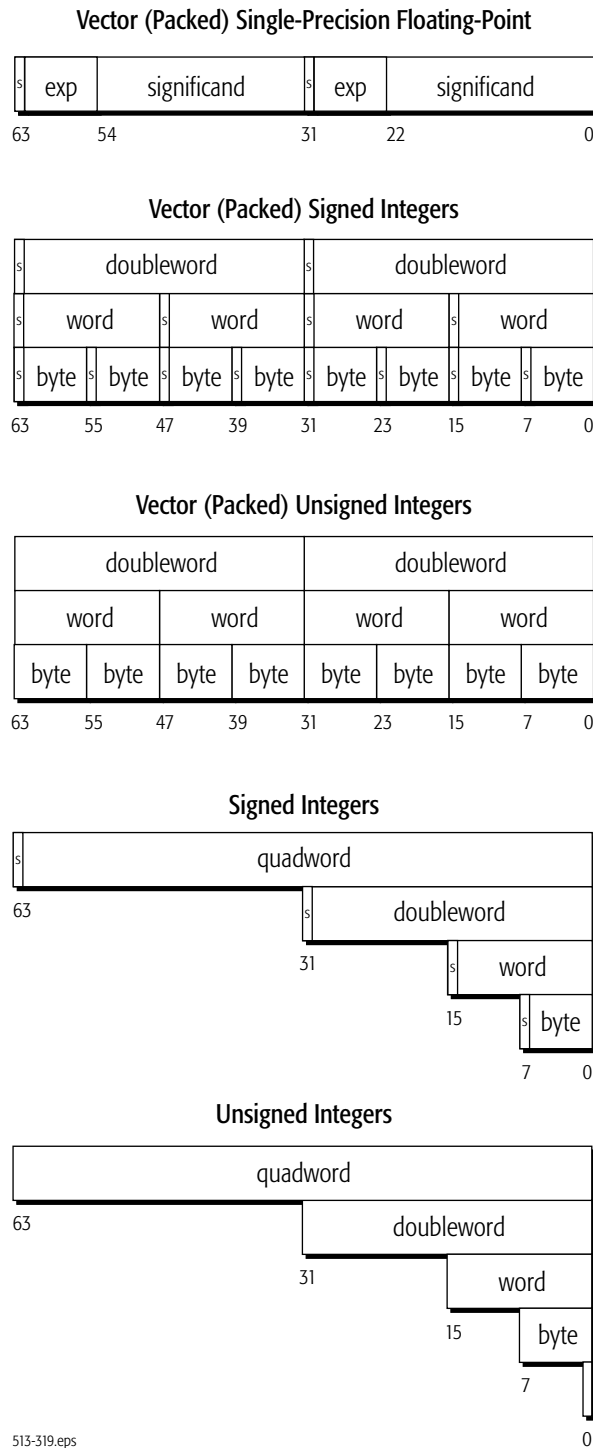 Vector (Packed) Single-Precision Floating-Point
s exp significand s exp significand
63 54 31 22 0
Vector (Packed) Signed Integers
s doubleword s doubleword
s word s word s word s word
s byte s byte s byte s byte s byte s byte s byte s byte
63 55 47 39 31 23 15 7 0
Vector (Packed) Unsigned Integers
doubleword doubleword
word word word word
byte byte byte byte byte byte byte byte
63 55 47 39 31 23 15 7 0
Signed Integers
s quadword
63
s doubleword
31
s word
15
s byte
7 0
Unsigned Integers
quadword
63
doubleword
31
word
15
byte
7
513-319.eps 0